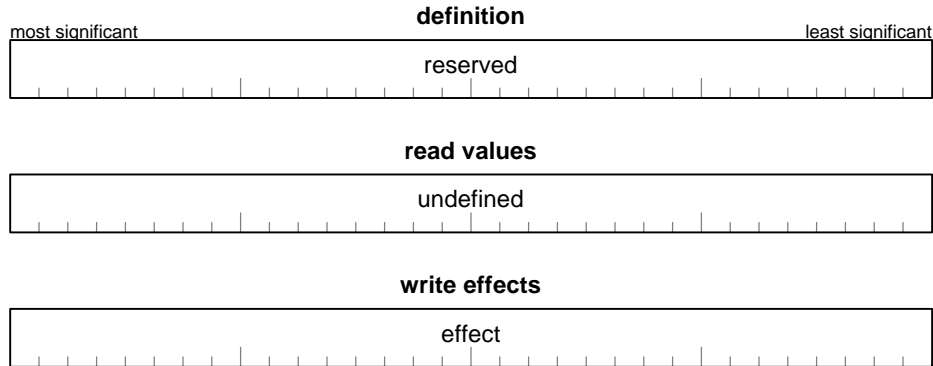 definition
most significant least significant
reserved
read values
undefined
write effects
effect